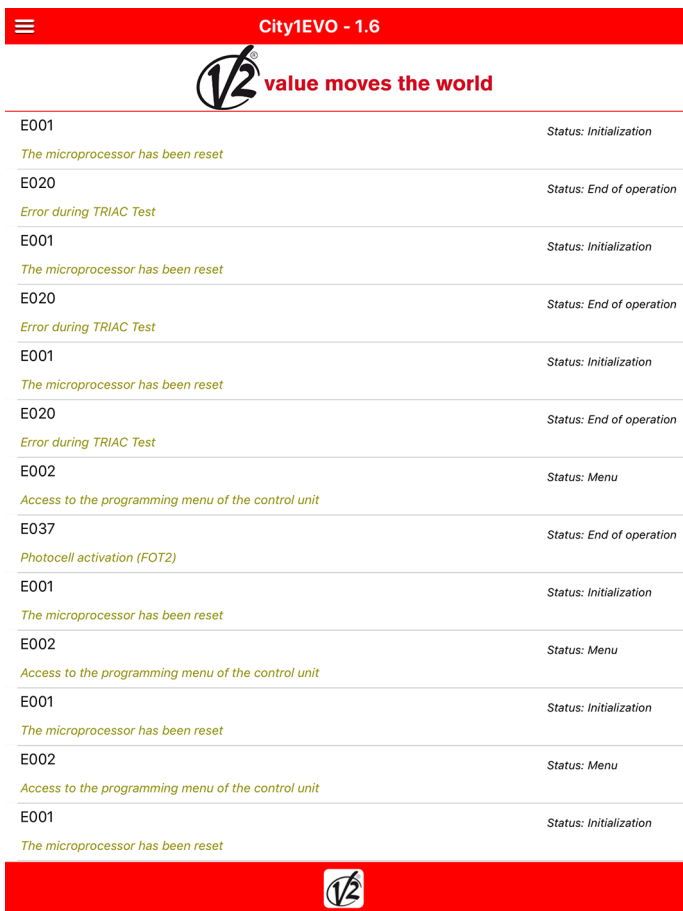 City1EVO - 1.6
V2® value moves the world
E001
Status: Initialization
The microprocessor has been reset
E020
Status: End of operation
Error during TRIAC Test
E001
Status: Initialization
The microprocessor has been reset
E020
Status: End of operation
Error during TRIAC Test
E001
Status: Initialization
The microprocessor has been reset
E020
Status: End of operation
Error during TRIAC Test
E002
Status: Menu
Access to the programming menu of the control unit
E037
Status: End of operation
Photocell activation (FOT2)
E001
Status: Initialization
The microprocessor has been reset
E002
Status: Menu
Access to the programming menu of the control unit
E001
Status: Initialization
The microprocessor has been reset
E002
Status: Menu
Access to the programming menu of the control unit
E001
Status: Initialization
The microprocessor has been reset
V2